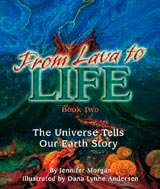 From Lava to
LIFE
Book Two
The Universe Tells
Our Earth Story
By Jennifer Morgan
Illustrated by Dana Lynne Andersen